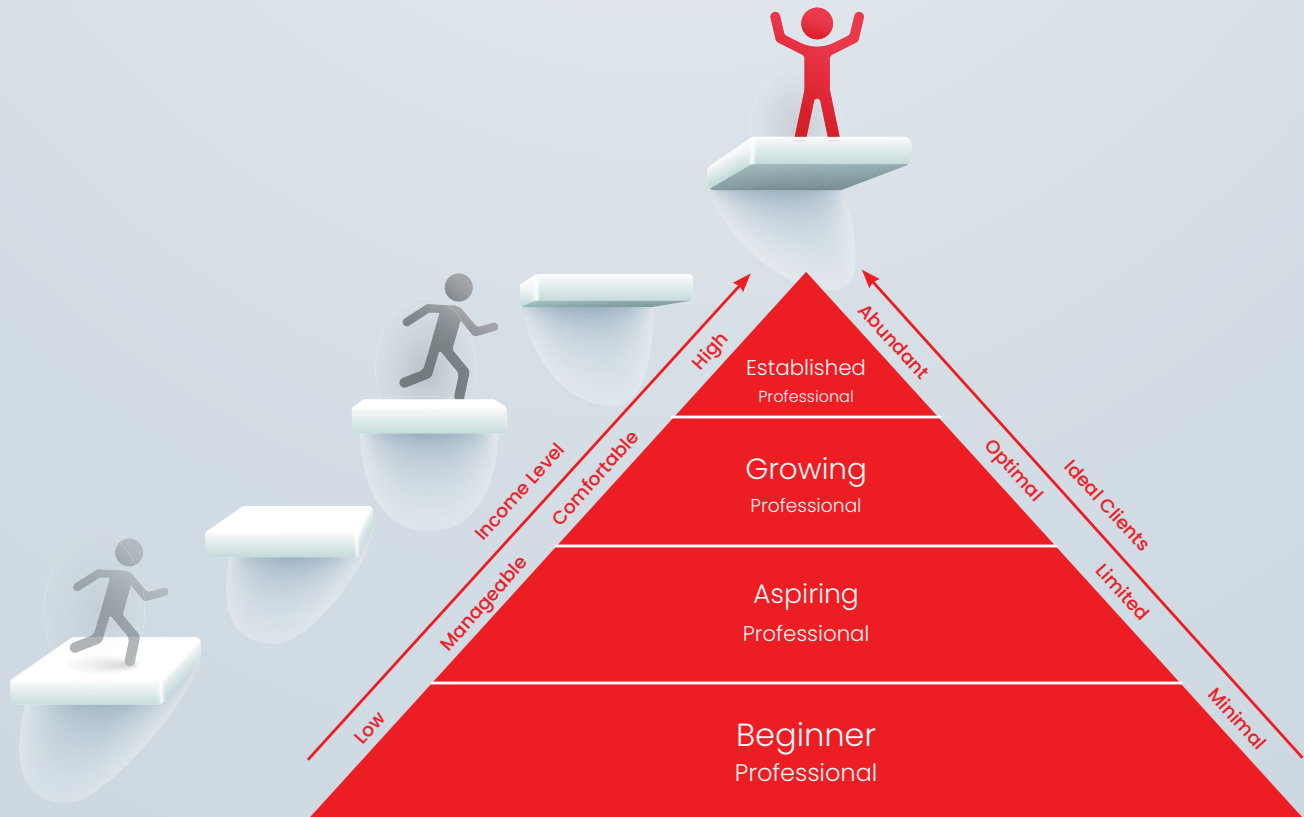 High
Abundant
Established
Professional
Income Level
Comfortable
Growing
Professional
Optimal
Ideal Clients
Manageable
Aspiring
Professional
Limited
Low
Beginner
Professional
Minimal